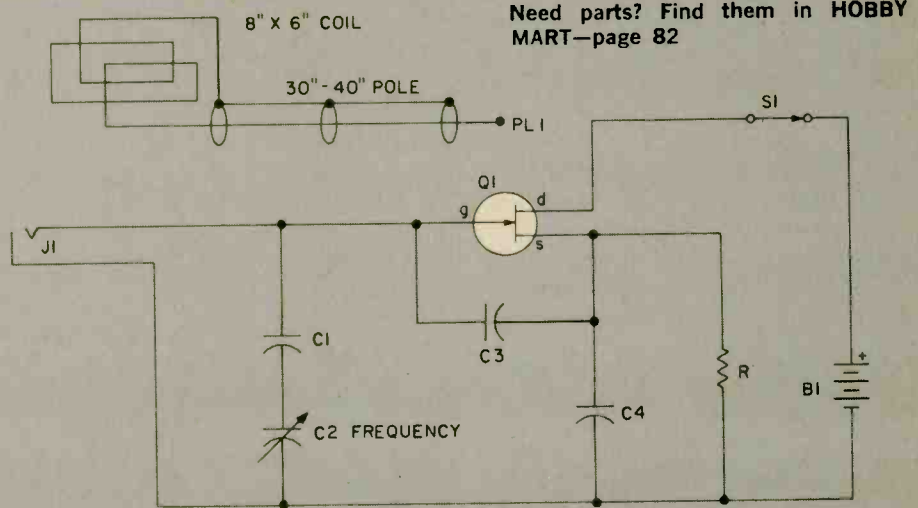 Need parts? Find them in HOBBY
MART—page 82
8" X 6" COIL
30"-40" POLE
PL1
S1
Q1
g
d
s
J1
C1
C3
R
B1
+
C4
C2 FREQUENCY